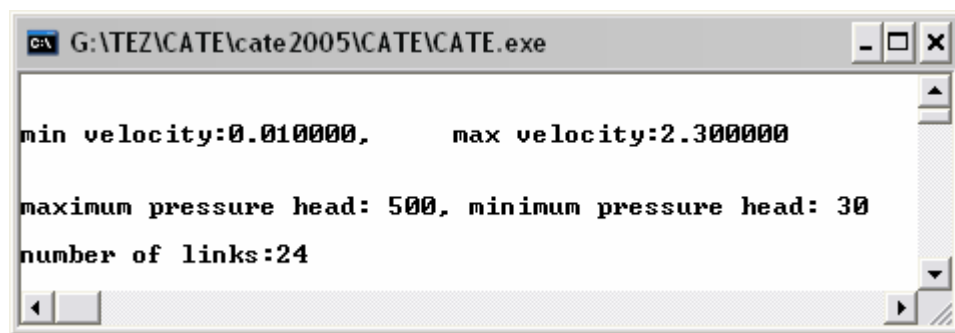 G:\TEZ\CATE\cate2005\CATE\CATE.exe
min velocity:0.010000, max velocity:2.300000
maximum pressure head: 500, minimum pressure head: 30
number of links:24